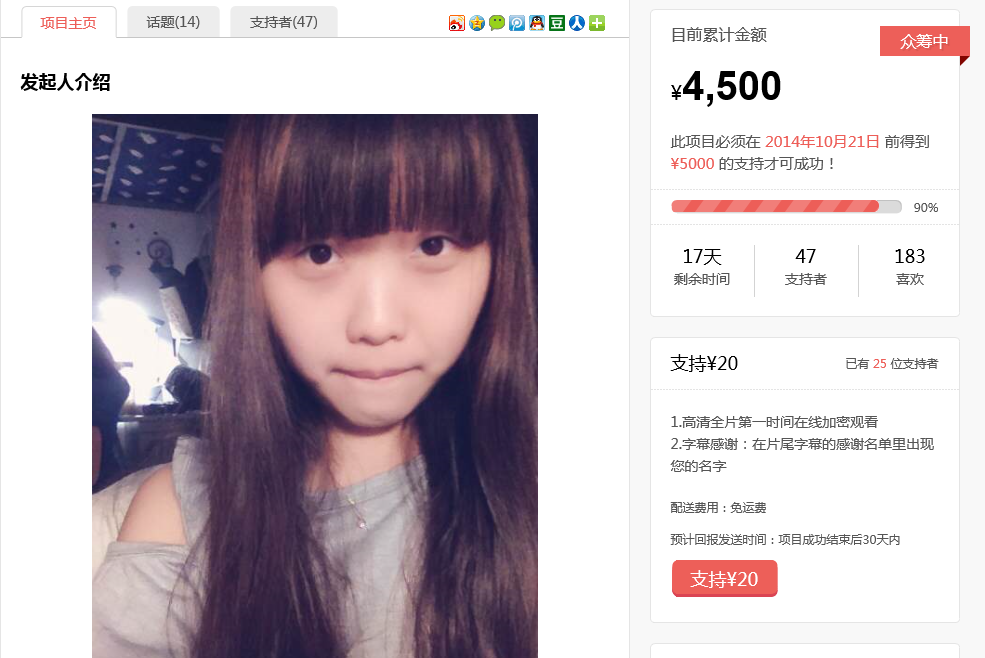 项目主页
话题(14)
支持者(47)
发起人介绍
目前累计金额
众筹中
¥4,500
此项目必须在 2014年10月21日 前得到
¥5000 的支持才可成功！
90%
17天
47
183
剩余时间
支持者
喜欢
支持¥20
已有 25 位支持者
1.高清全片第一时间在线加密观看
2.字幕感谢：在片尾字幕的感谢名单里出现
您的名字
配送费用：免运费
预计回报发送时间：项目成功结束后30天内
支持¥20